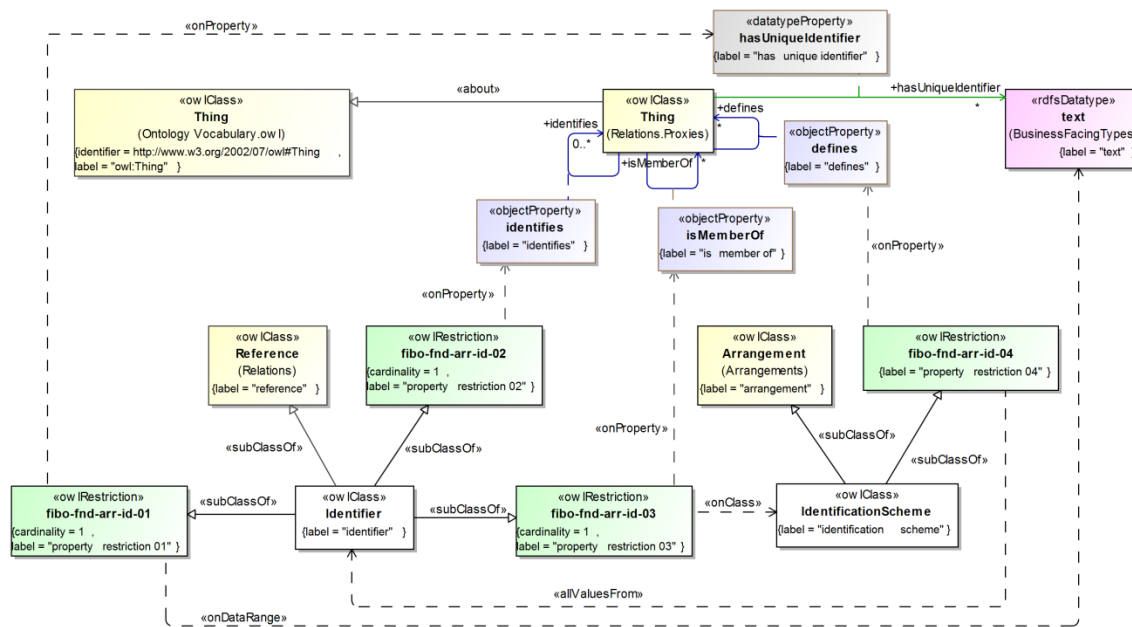 «onProperty»
«datatypeProperty»
hasUniqueIdentifier
{label = "has unique identifier" }
«owlClass»
Thing
(Ontology Vocabulary.owl)
{identifier = http://www.w3.org/2002/07/owl#Thing ,
label = "owl:Thing" }
«about»
«owlClass»
Thing
(Relations.Proxies)
+hasUniqueIdentifier
*
«rdfsDatatype»
text
(BusinessFacingTypes)
{label = "text" }
+identifies
0..*
+isMemberOf
*
+defines
*
«objectProperty»
defines
{label = "defines" }
«objectProperty»
identifies
{label = "identifies" }
«objectProperty»
isMemberOf
{label = "is member of" }
«onProperty»
«onProperty»
«owlClass»
Reference
(Relations)
{label = "reference" }
«owlRestriction»
fibo-fnd-arr-id-02
{cardinality = 1 ,
label = "property restriction 02" }
«owlClass»
Arrangement
(Arrangements)
{label = "arrangement" }
«owlRestriction»
fibo-fnd-arr-id-04
{label = "property restriction 04" }
«subClassOf»
«subClassOf»
«onProperty»
«subClassOf»
«subClassOf»
«owlRestriction»
fibo-fnd-arr-id-01
{cardinality = 1 ,
label = "property restriction 01" }
«subClassOf»
«owlClass»
Identifier
{label = "identifier" }
«subClassOf»
«owlRestriction»
fibo-fnd-arr-id-03
{cardinality = 1 ,
label = "property restriction 03" }
«onClass»
«owlClass»
IdentificationScheme
{label = "identification scheme" }
«allValuesFrom»
«onDataRange»